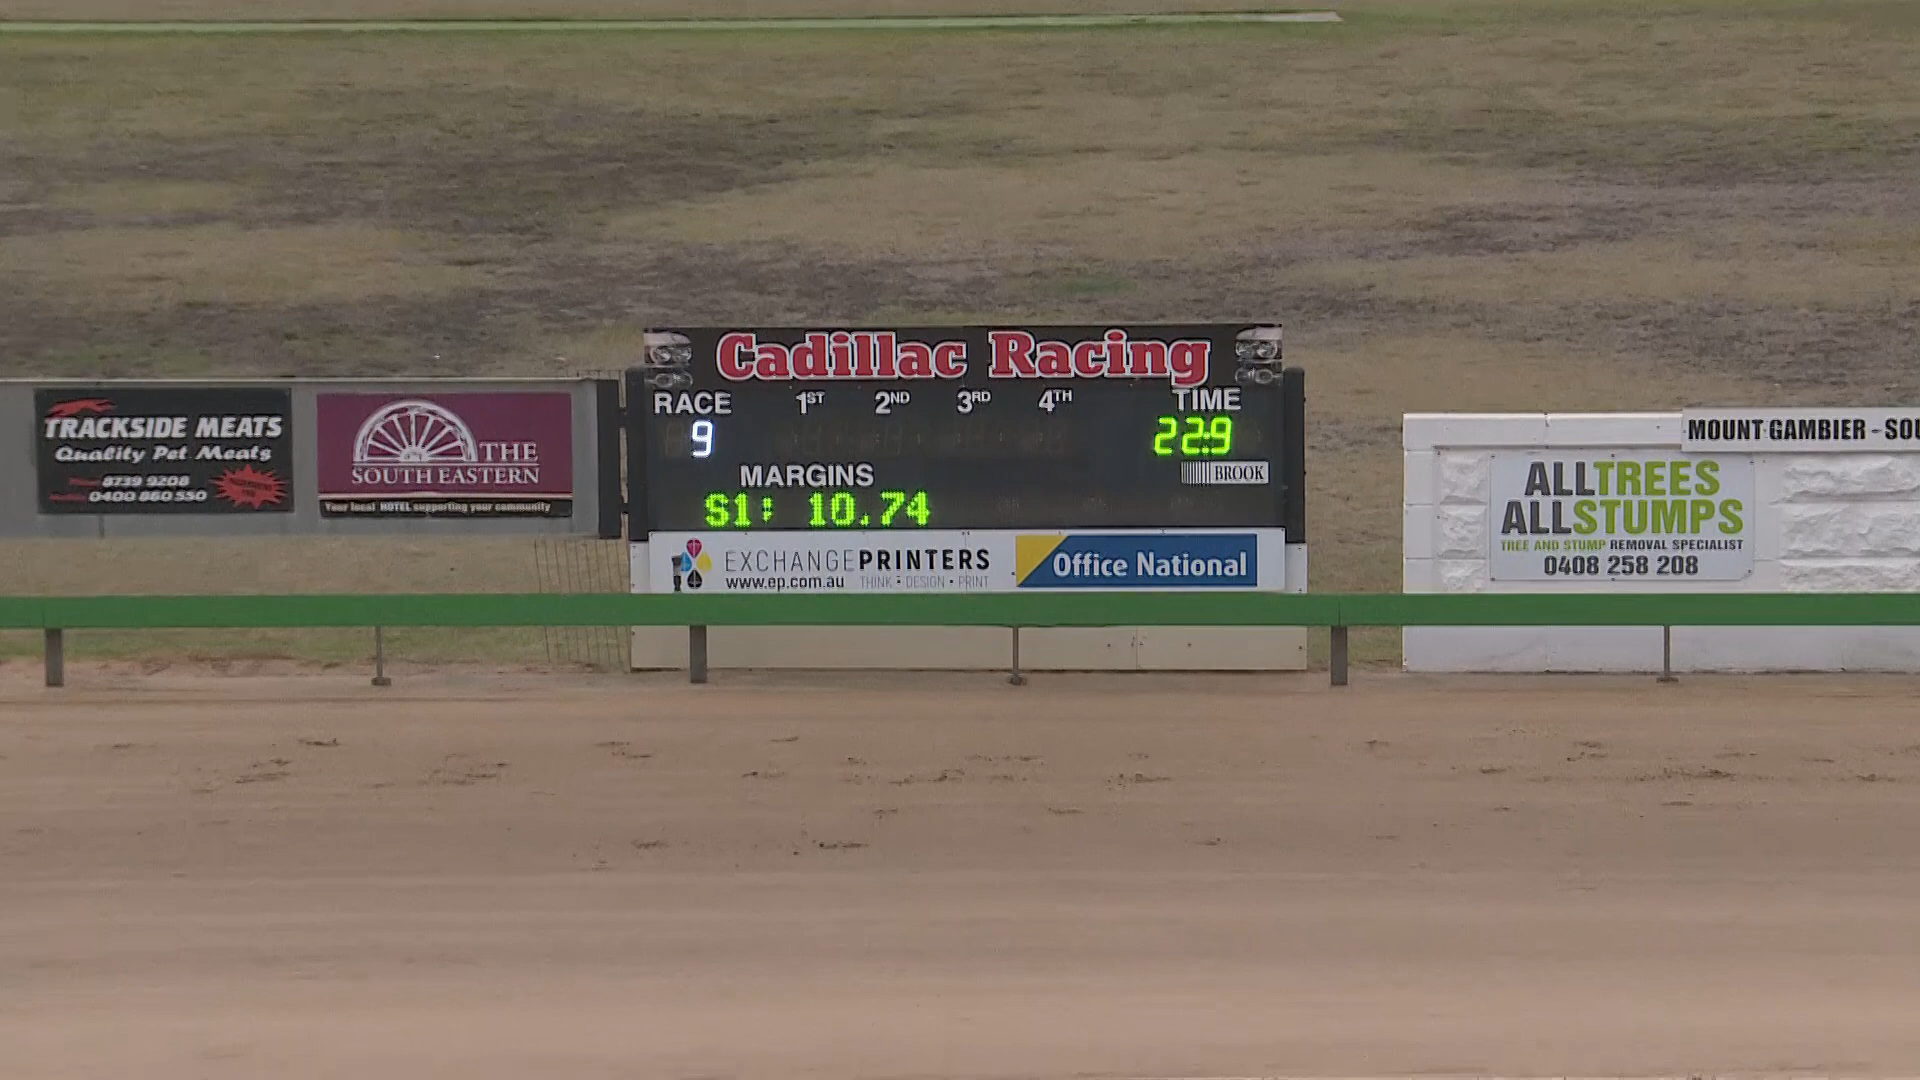 Cadillac Racing
RACE 1ST 2ND 3RD 4TH TIME
9 22:9
MARGINS BROOK
S1: 10.74
EXCHANGEPRINTERS
www.ep.com.au THINK · DESIGN · PRINT
Office National
TRACKSIDE MEATS
Quality Pet Meats
8739 9208
0400 860 550
THE
SOUTH EASTERN
Your local HOTEL supporting your community
MOUNT GAMBIER - SOU
ALLTREES
ALLSTUMPS
TREE AND STUMP REMOVAL SPECIALIST
0408 258 208